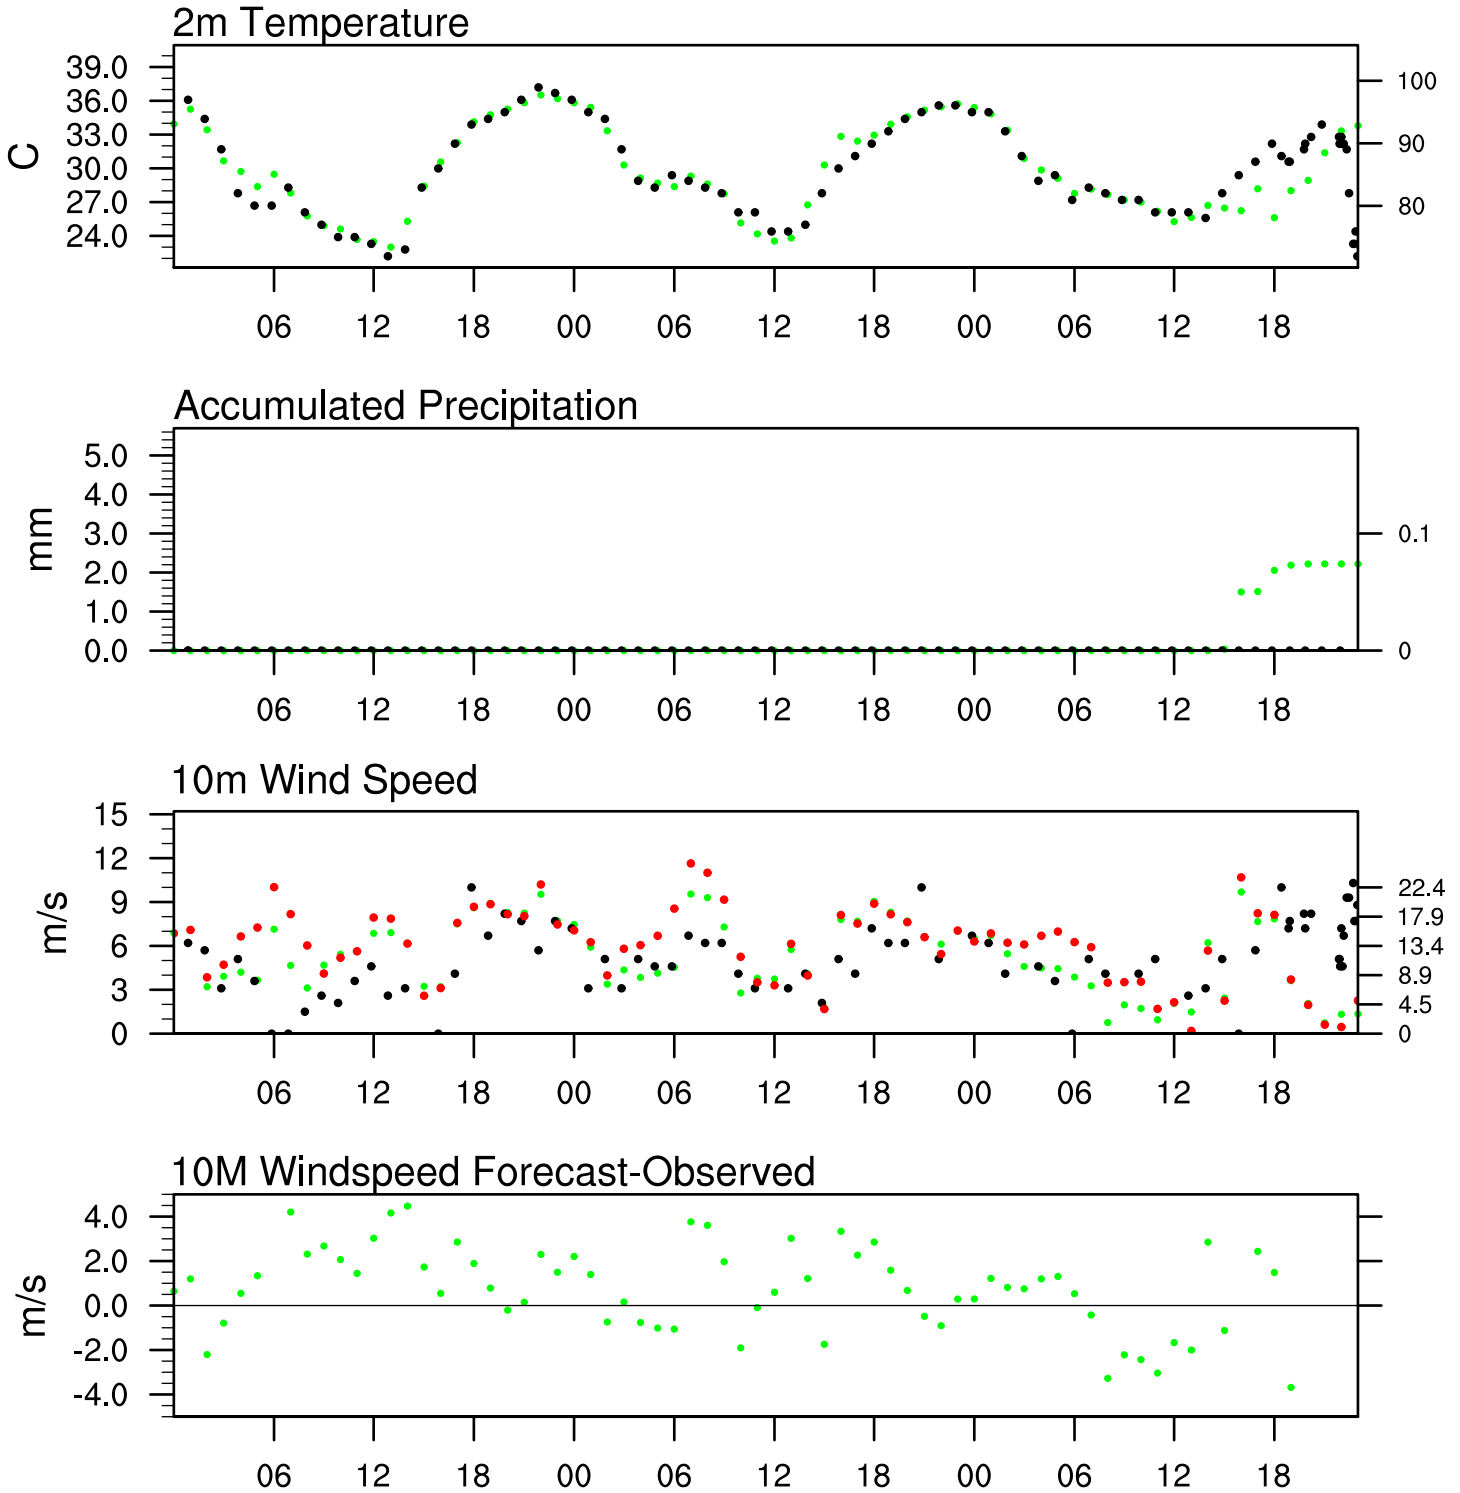 2m Temperature
39.0
36.0
33.0
30.0
27.0
24.0
C
100
90
80
06 12 18 00 06 12 18 00 06 12 18
Accumulated Precipitation
5.0
4.0
3.0
2.0
1.0
0.0
mm
0.1
0
06 12 18 00 06 12 18 00 06 12 18
10m Wind Speed
15
12
9
6
3
0
m/s
22.4
17.9
13.4
8.9
4.5
0
06 12 18 00 06 12 18 00 06 12 18
10M Windspeed Forecast-Observed
4.0
2.0
0.0
-2.0
-4.0
m/s
06 12 18 00 06 12 18 00 06 12 18